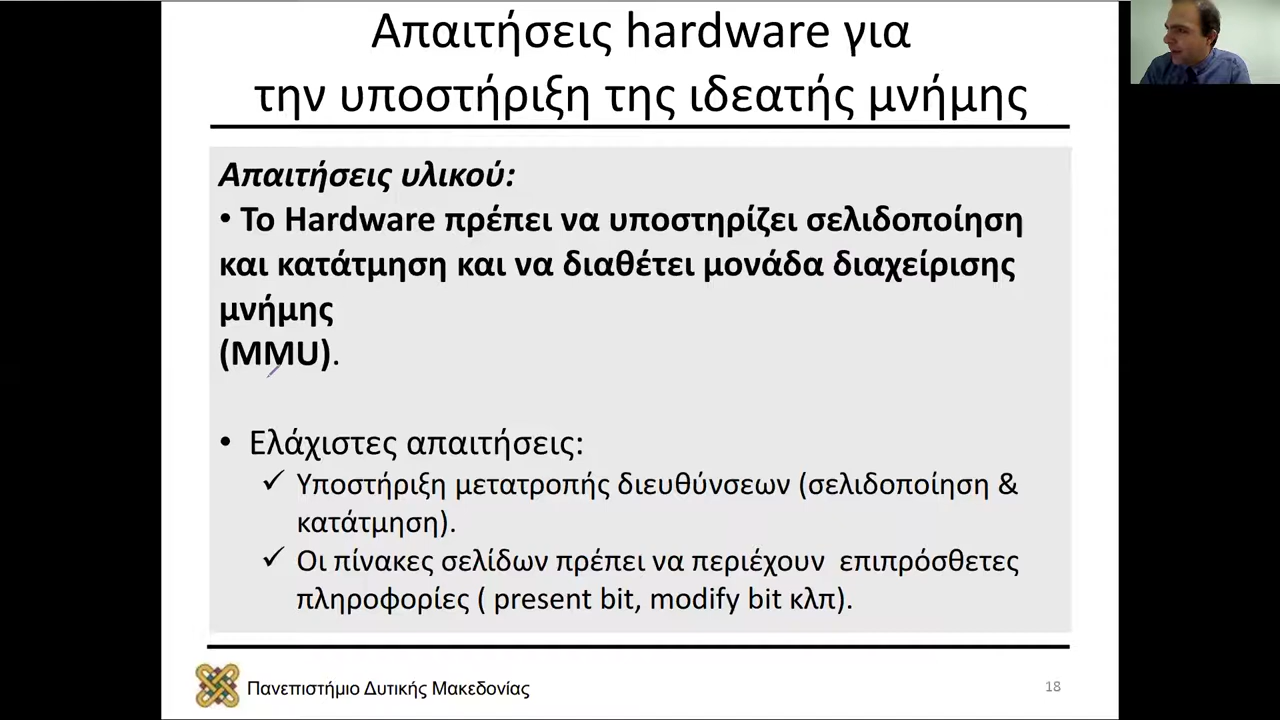 Απαιτήσεις hardware για
την υποστήριξη της ιδεατής μνήμης
Απαιτήσεις υλικού:
• Το Hardware πρέπει να υποστηρίζει σελιδοποίηση
και κατάτμηση και να διαθέτει μονάδα διαχείρισης
μνήμης
(MMU).
• Ελάχιστες απαιτήσεις:
✓ Υποστήριξη μετατροπής διευθύνσεων (σελιδοποίηση &
κατάτμηση).
✓ Οι πίνακες σελίδων πρέπει να περιέχουν επιπρόσθετες
πληροφορίες ( present bit, modify bit κλπ).
Πανεπιστήμιο Δυτικής Μακεδονίας
18